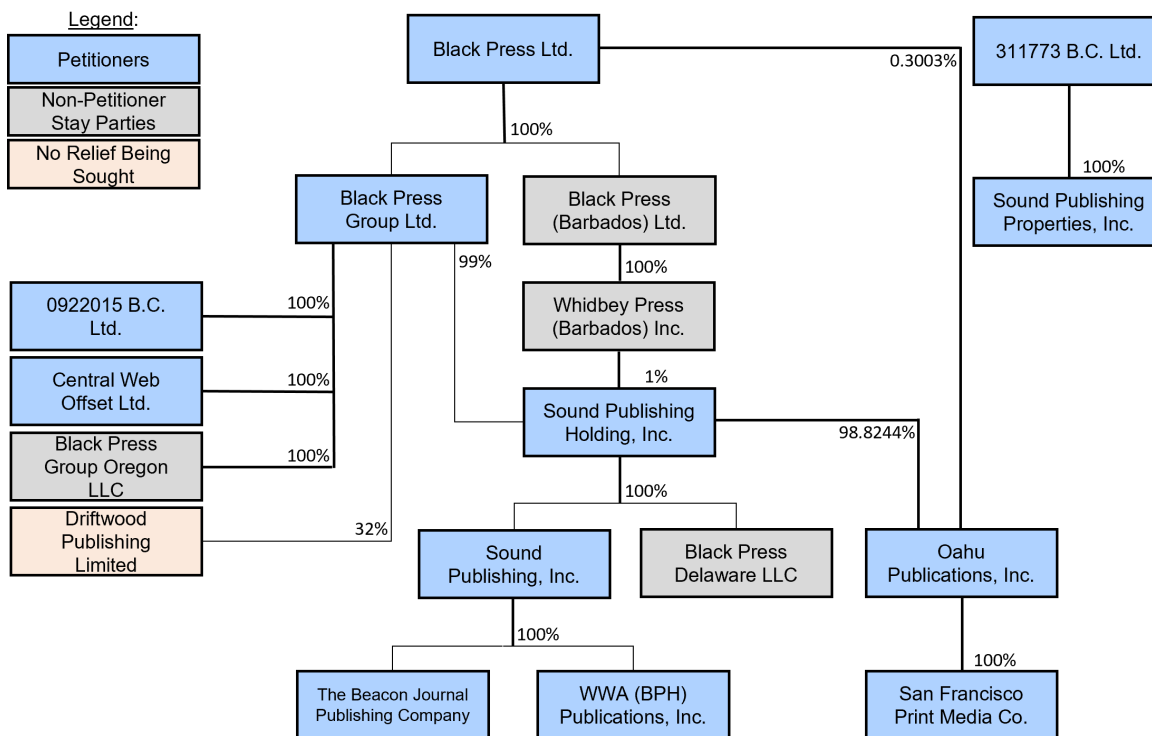 Legend:
Petitioners
Non-Petitioner
Stay Parties
No Relief Being
Sought
Black Press Ltd.
0.3003%
311773 B.C. Ltd.
100%
100%
Black Press
Group Ltd.
Black Press
(Barbados) Ltd.
Sound Publishing
Properties, Inc.
99%
100%
0922015 B.C.
Ltd.
100%
Whidbey Press
(Barbados) Inc.
Central Web
Offset Ltd.
100%
1%
Sound Publishing
Holding, Inc.
98.8244%
Black Press
Group Oregon
LLC
100%
100%
Driftwood
Publishing
Limited
32%
Sound
Publishing, Inc.
Black Press
Delaware LLC
Oahu
Publications, Inc.
100%
100%
The Beacon Journal
Publishing Company
WWA (BPH)
Publications, Inc.
San Francisco
Print Media Co.